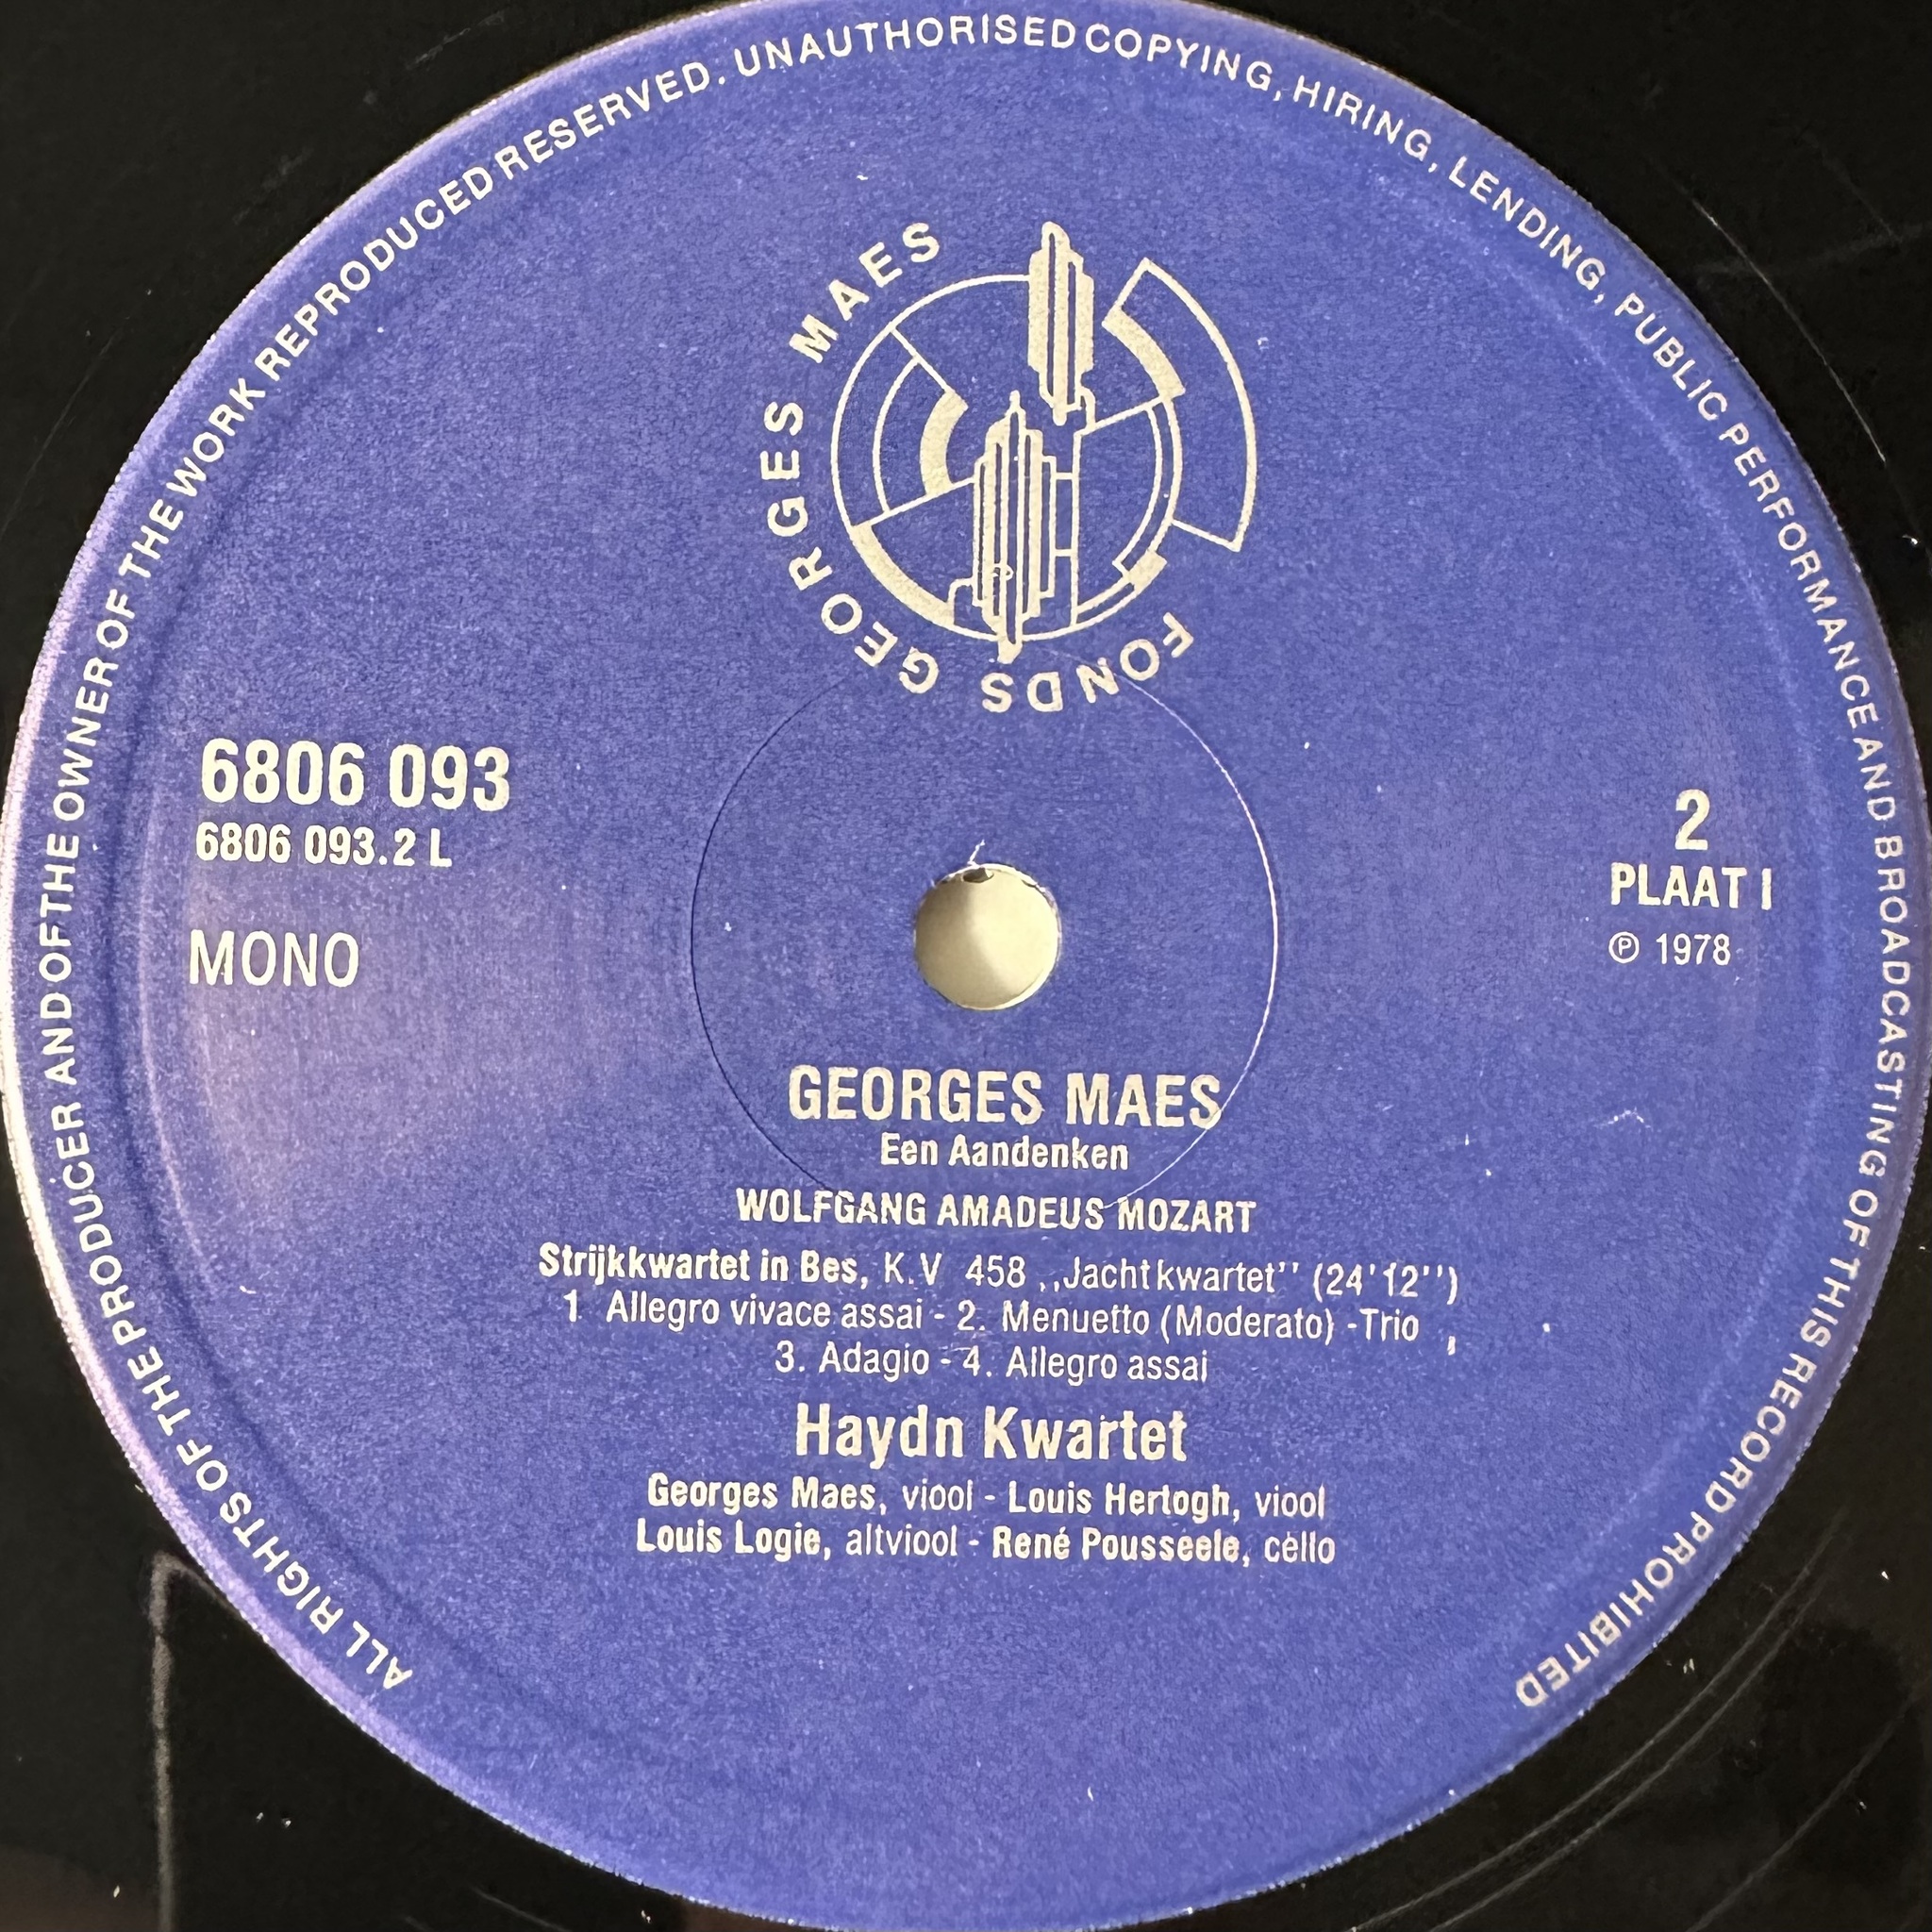 ALL RIGHTS OF THE PRODUCER AND OF THE OWNER OF THE WORK REPRODUCED RESERVED. UNAUTHORISED COPYING, HIRING, LENDING, PUBLIC PERFORMANCE AND BROADCASTING OF THIS RECORD PROHIBITED
FONDS GEORGES MAES
6806 093
6806 093.2 L
MONO
2
PLAAT I
℗ 1978
GEORGES MAES
Een Aandenken
WOLFGANG AMADEUS MOZART
Strijkkwartet in Bes, K.V 458 ,,Jachtkwartet'' (24'12'')
1 Allegro vivace assai - 2. Menuetto (Moderato) -Trio
3. Adagio - 4. Allegro assai
Haydn Kwartet
Georges Maes, viool - Louis Hertogh, viool
Louis Logie, altviool - René Pousseele, cello